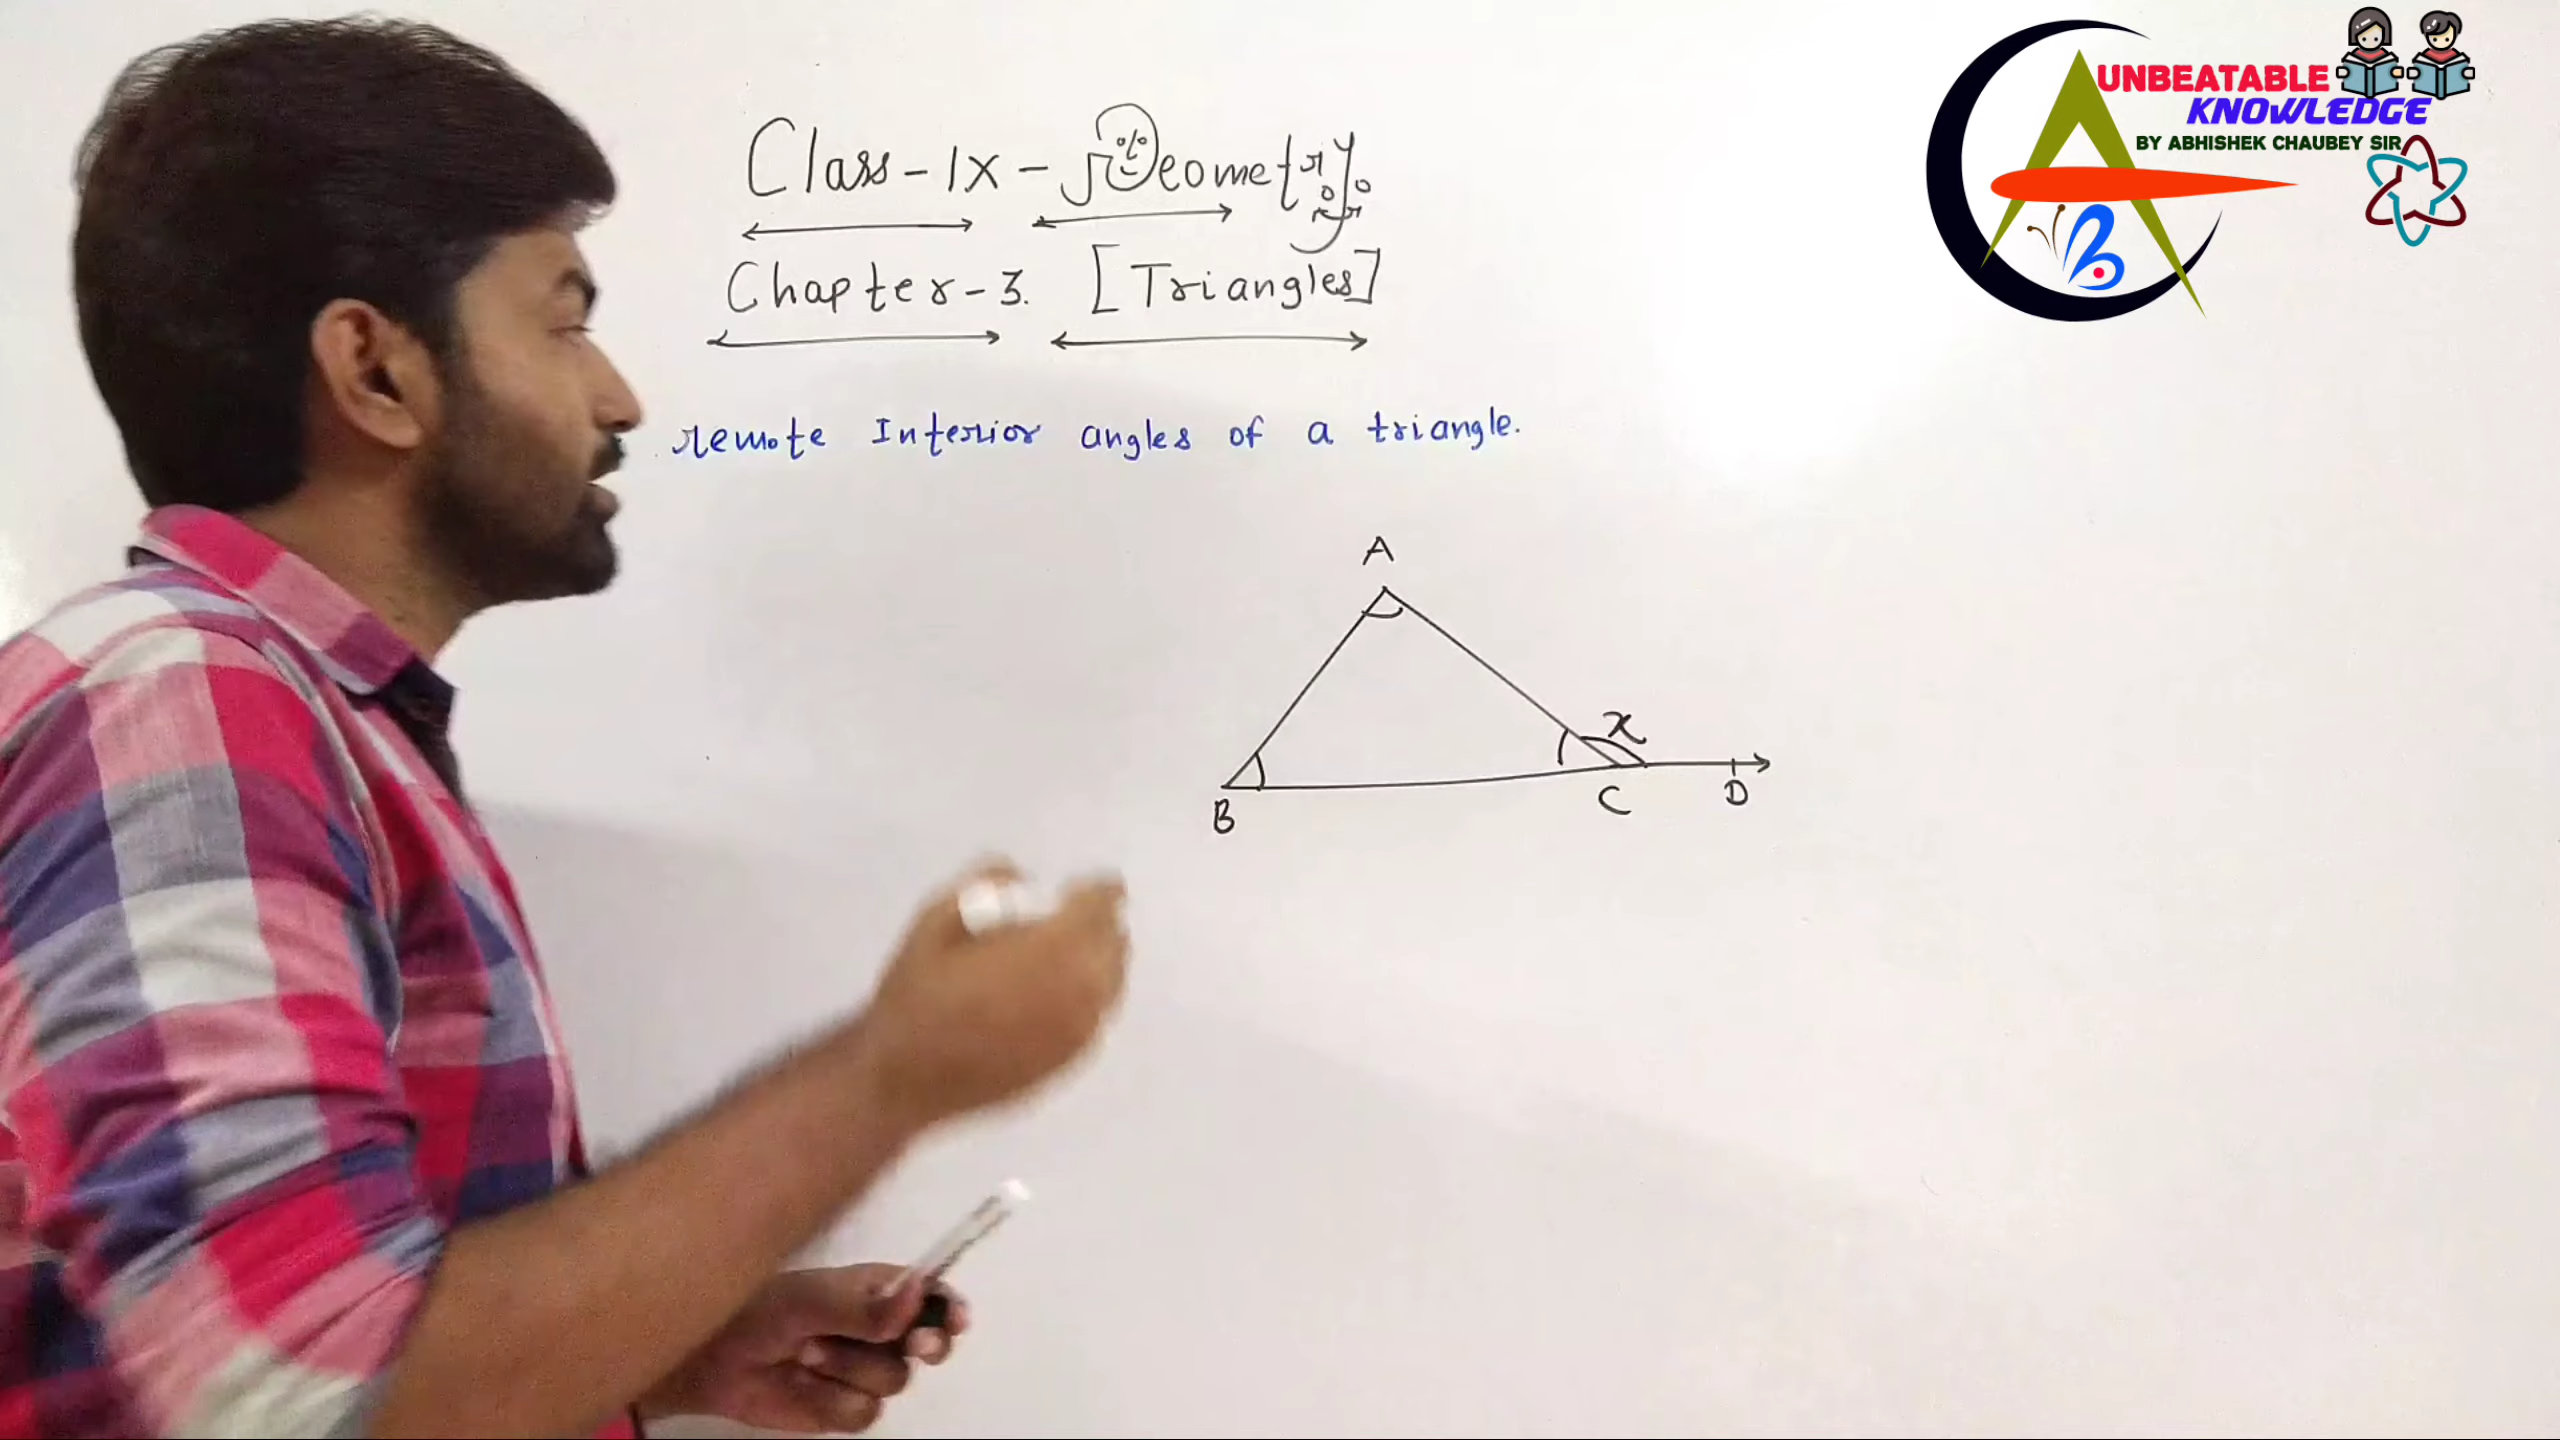 UNBEATABLE
KNOWLEDGE
BY ABHISHEK CHAUBEY SIR
Class-IX - Geometry
Chapter-3. [Triangles]
remote Interior angles of a triangle.
A
x
B
C
D